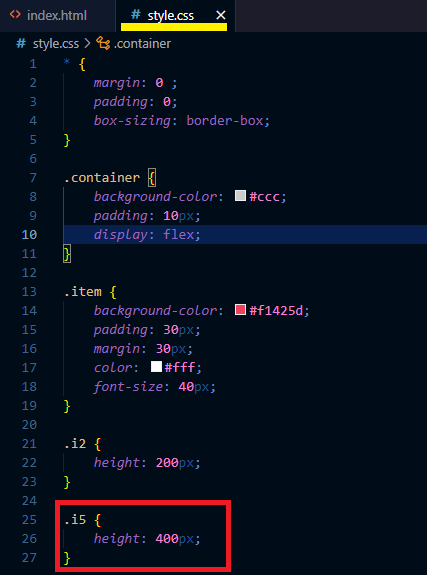 index.html
style.css
style.css > .container
1 * {
2 margin: 0 ;
3 padding: 0;
4 box-sizing: border-box;
5 }
6
7 .container {
8 background-color: #ccc;
9 padding: 10px;
10 display: flex;
11 }
12
13 .item {
14 background-color: #f1425d;
15 padding: 30px;
16 margin: 30px;
17 color: #fff;
18 font-size: 40px;
19 }
20
21 .i2 {
22 height: 200px;
23 }
24
25 .i5 {
26 height: 400px;
27 }